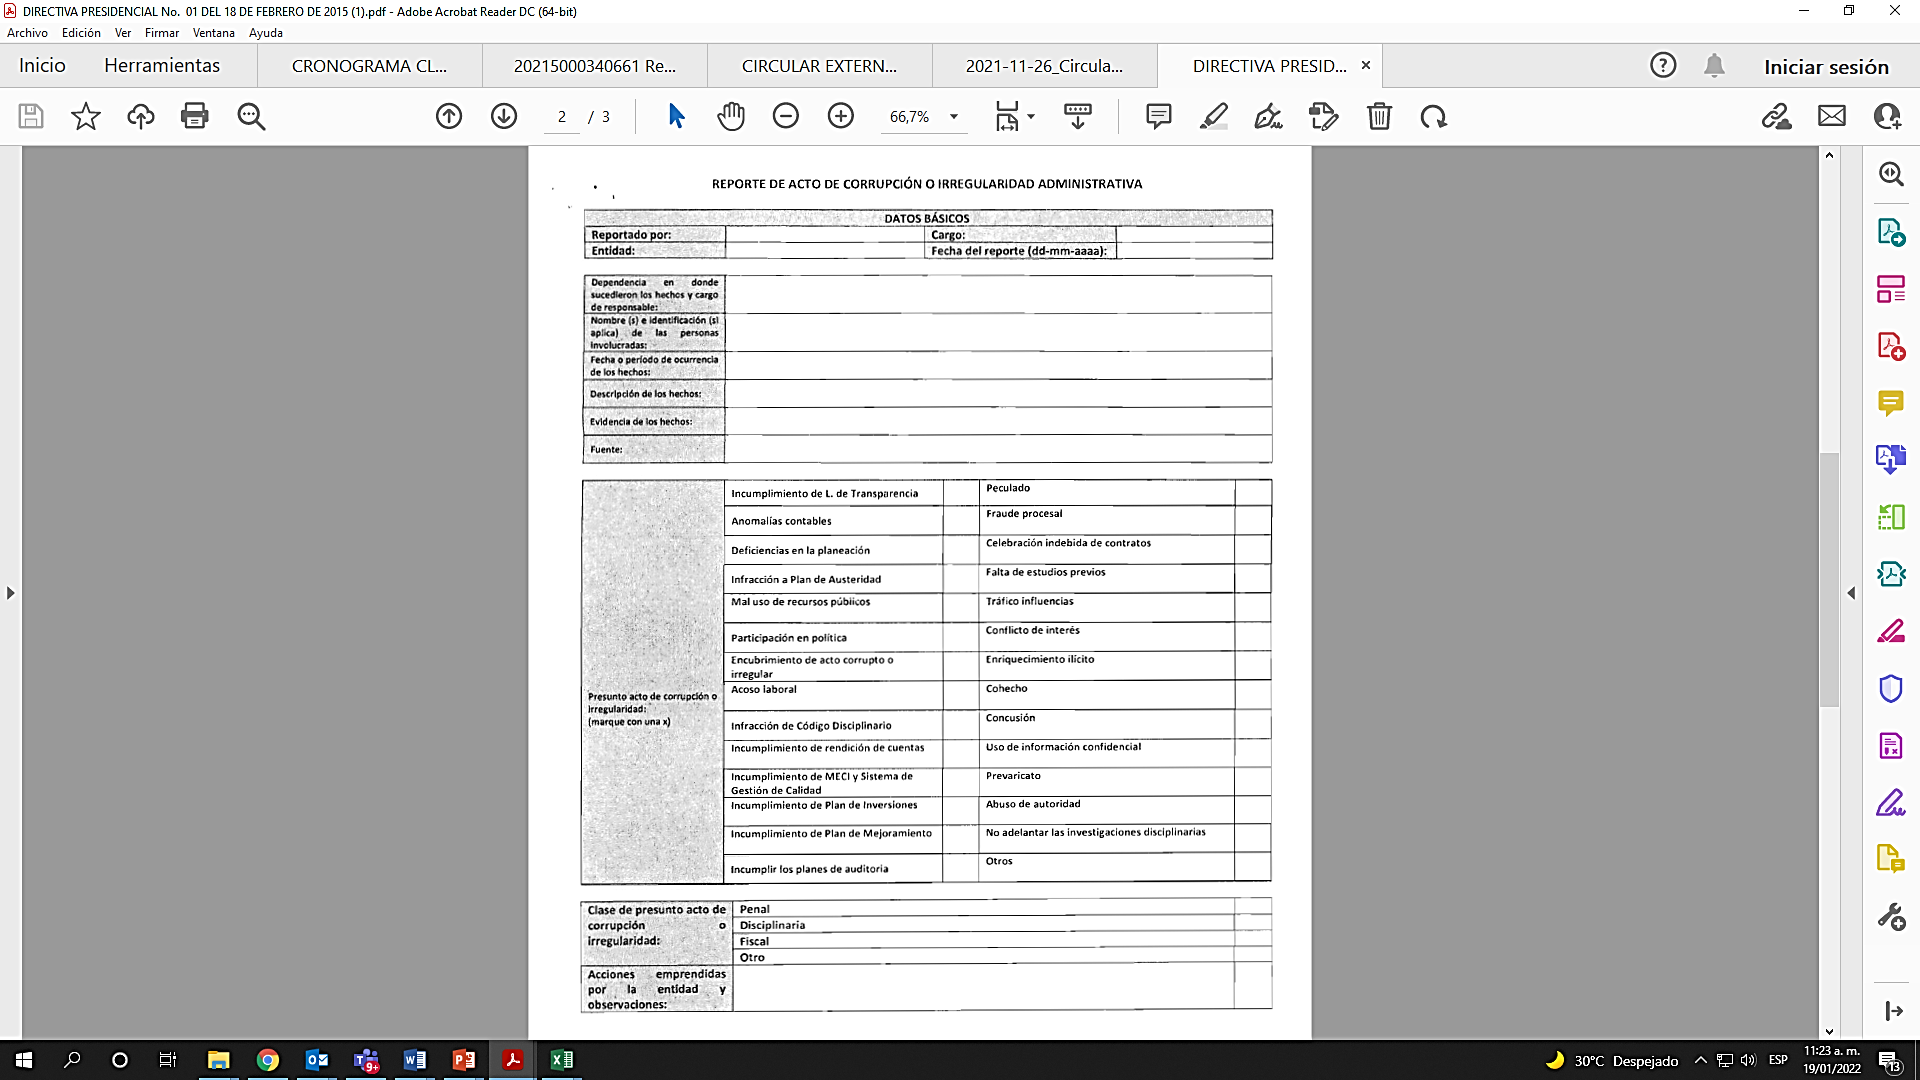 DIRECTIVA PRESIDENCIAL No.  01 DEL 18 DE FEBRERO DE 2015 (1).pdf - Adobe Acrobat Reader DC (64-bit)
Archivo Edición Ver Firmar Ventana Ayuda
Inicio Herramientas CRONOGRAMA CL... 20215000340661 Re... CIRCULAR EXTERN... 2021-11-26_Circula... DIRECTIVA PRESID... Iniciar sesión
2 / 3 66,7%
REPORTE DE ACTO DE CORRUPCIÓN O IRREGULARIDAD ADMINISTRATIVA
DATOS BÁSICOS
Reportado por: Cargo:
Entidad: Fecha del reporte (dd-mm-aaaa):
Dependencia en donde
sucedieron los hechos y cargo
de responsable:
Nombre (s) e identificación (si
aplica) de las personas
involucradas:
Fecha o período de ocurrencia
de los hechos:
Descripción de los hechos:
Evidencia de los hechos:
Fuente:
Presunto acto de corrupción o
irregularidad:
(marque con una x)
Incumplimiento de L. de Transparencia Peculado
Anomalías contables Fraude procesal
Deficiencias en la planeación Celebración indebida de contratos
Infracción a Plan de Austeridad Falta de estudios previos
Mal uso de recursos públicos Tráfico influencias
Participación en política Conflicto de interés
Encubrimiento de acto corrupto o
irregular Enriquecimiento ilícito
Acoso laboral Cohecho
Infracción de Código Disciplinario Concusión
Incumplimiento de rendición de cuentas Uso de información confidencial
Incumplimiento de MECI y Sistema de
Gestión de Calidad Prevaricato
Incumplimiento de Plan de Inversiones Abuso de autoridad
Incumplimiento de Plan de Mejoramiento No adelantar las investigaciones disciplinarias
Incumplir los planes de auditoria Otros
Clase de presunto acto de
corrupción o
irregularidad:
Penal
Disciplinaria
Fiscal
Otro
Acciones emprendidas
por la entidad y
observaciones:
9+
30°C Despejado ESP 11:23 a. m.
19/01/2022
13